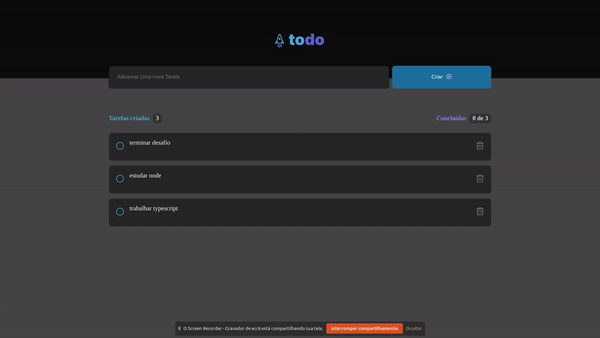 todo
Adicionar Uma nova Tarefa
Criar
Tarefas criadas 3
Concluídas 0 de 3
terminar desafio
estudar node
trabalhar typescript
O Screen Recorder - Gravador de ecrã está compartilhando sua tela.
Interromper compartilhamento
Ocultar